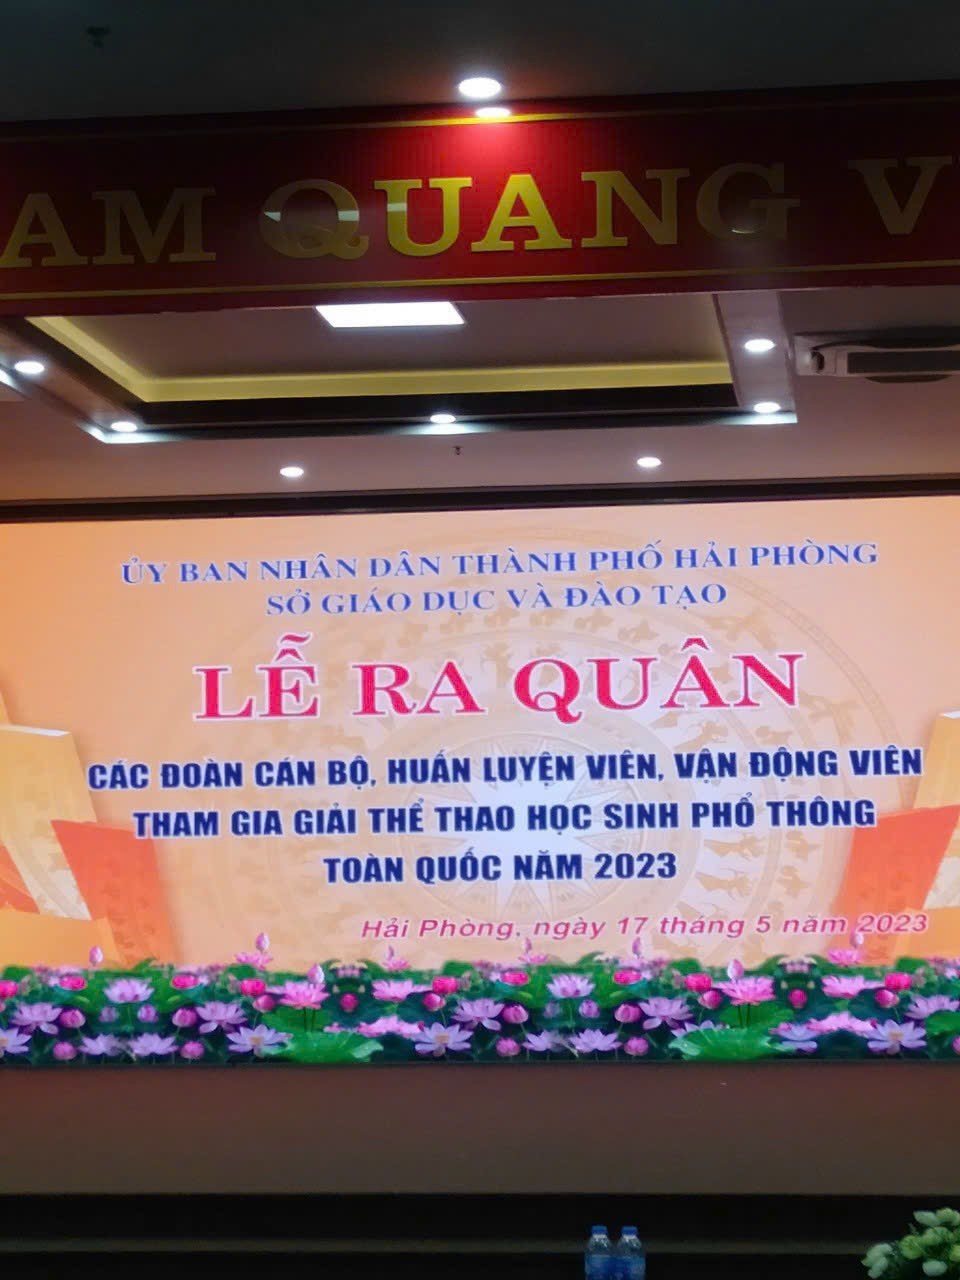 AM QUANG V
ỦY BAN NHÂN DÂN THÀNH PHỐ HẢI PHÒNG
SỞ GIÁO DỤC VÀ ĐÀO TẠO
LỄ RA QUÂN
CÁC ĐOÀN CÁN BỘ, HUẤN LUYỆN VIÊN, VẬN ĐỘNG VIÊN
THAM GIA GIẢI THỂ THAO HỌC SINH PHỔ THÔNG
TOÀN QUỐC NĂM 2023
Hải Phòng, ngày 17 tháng 5 năm 2023